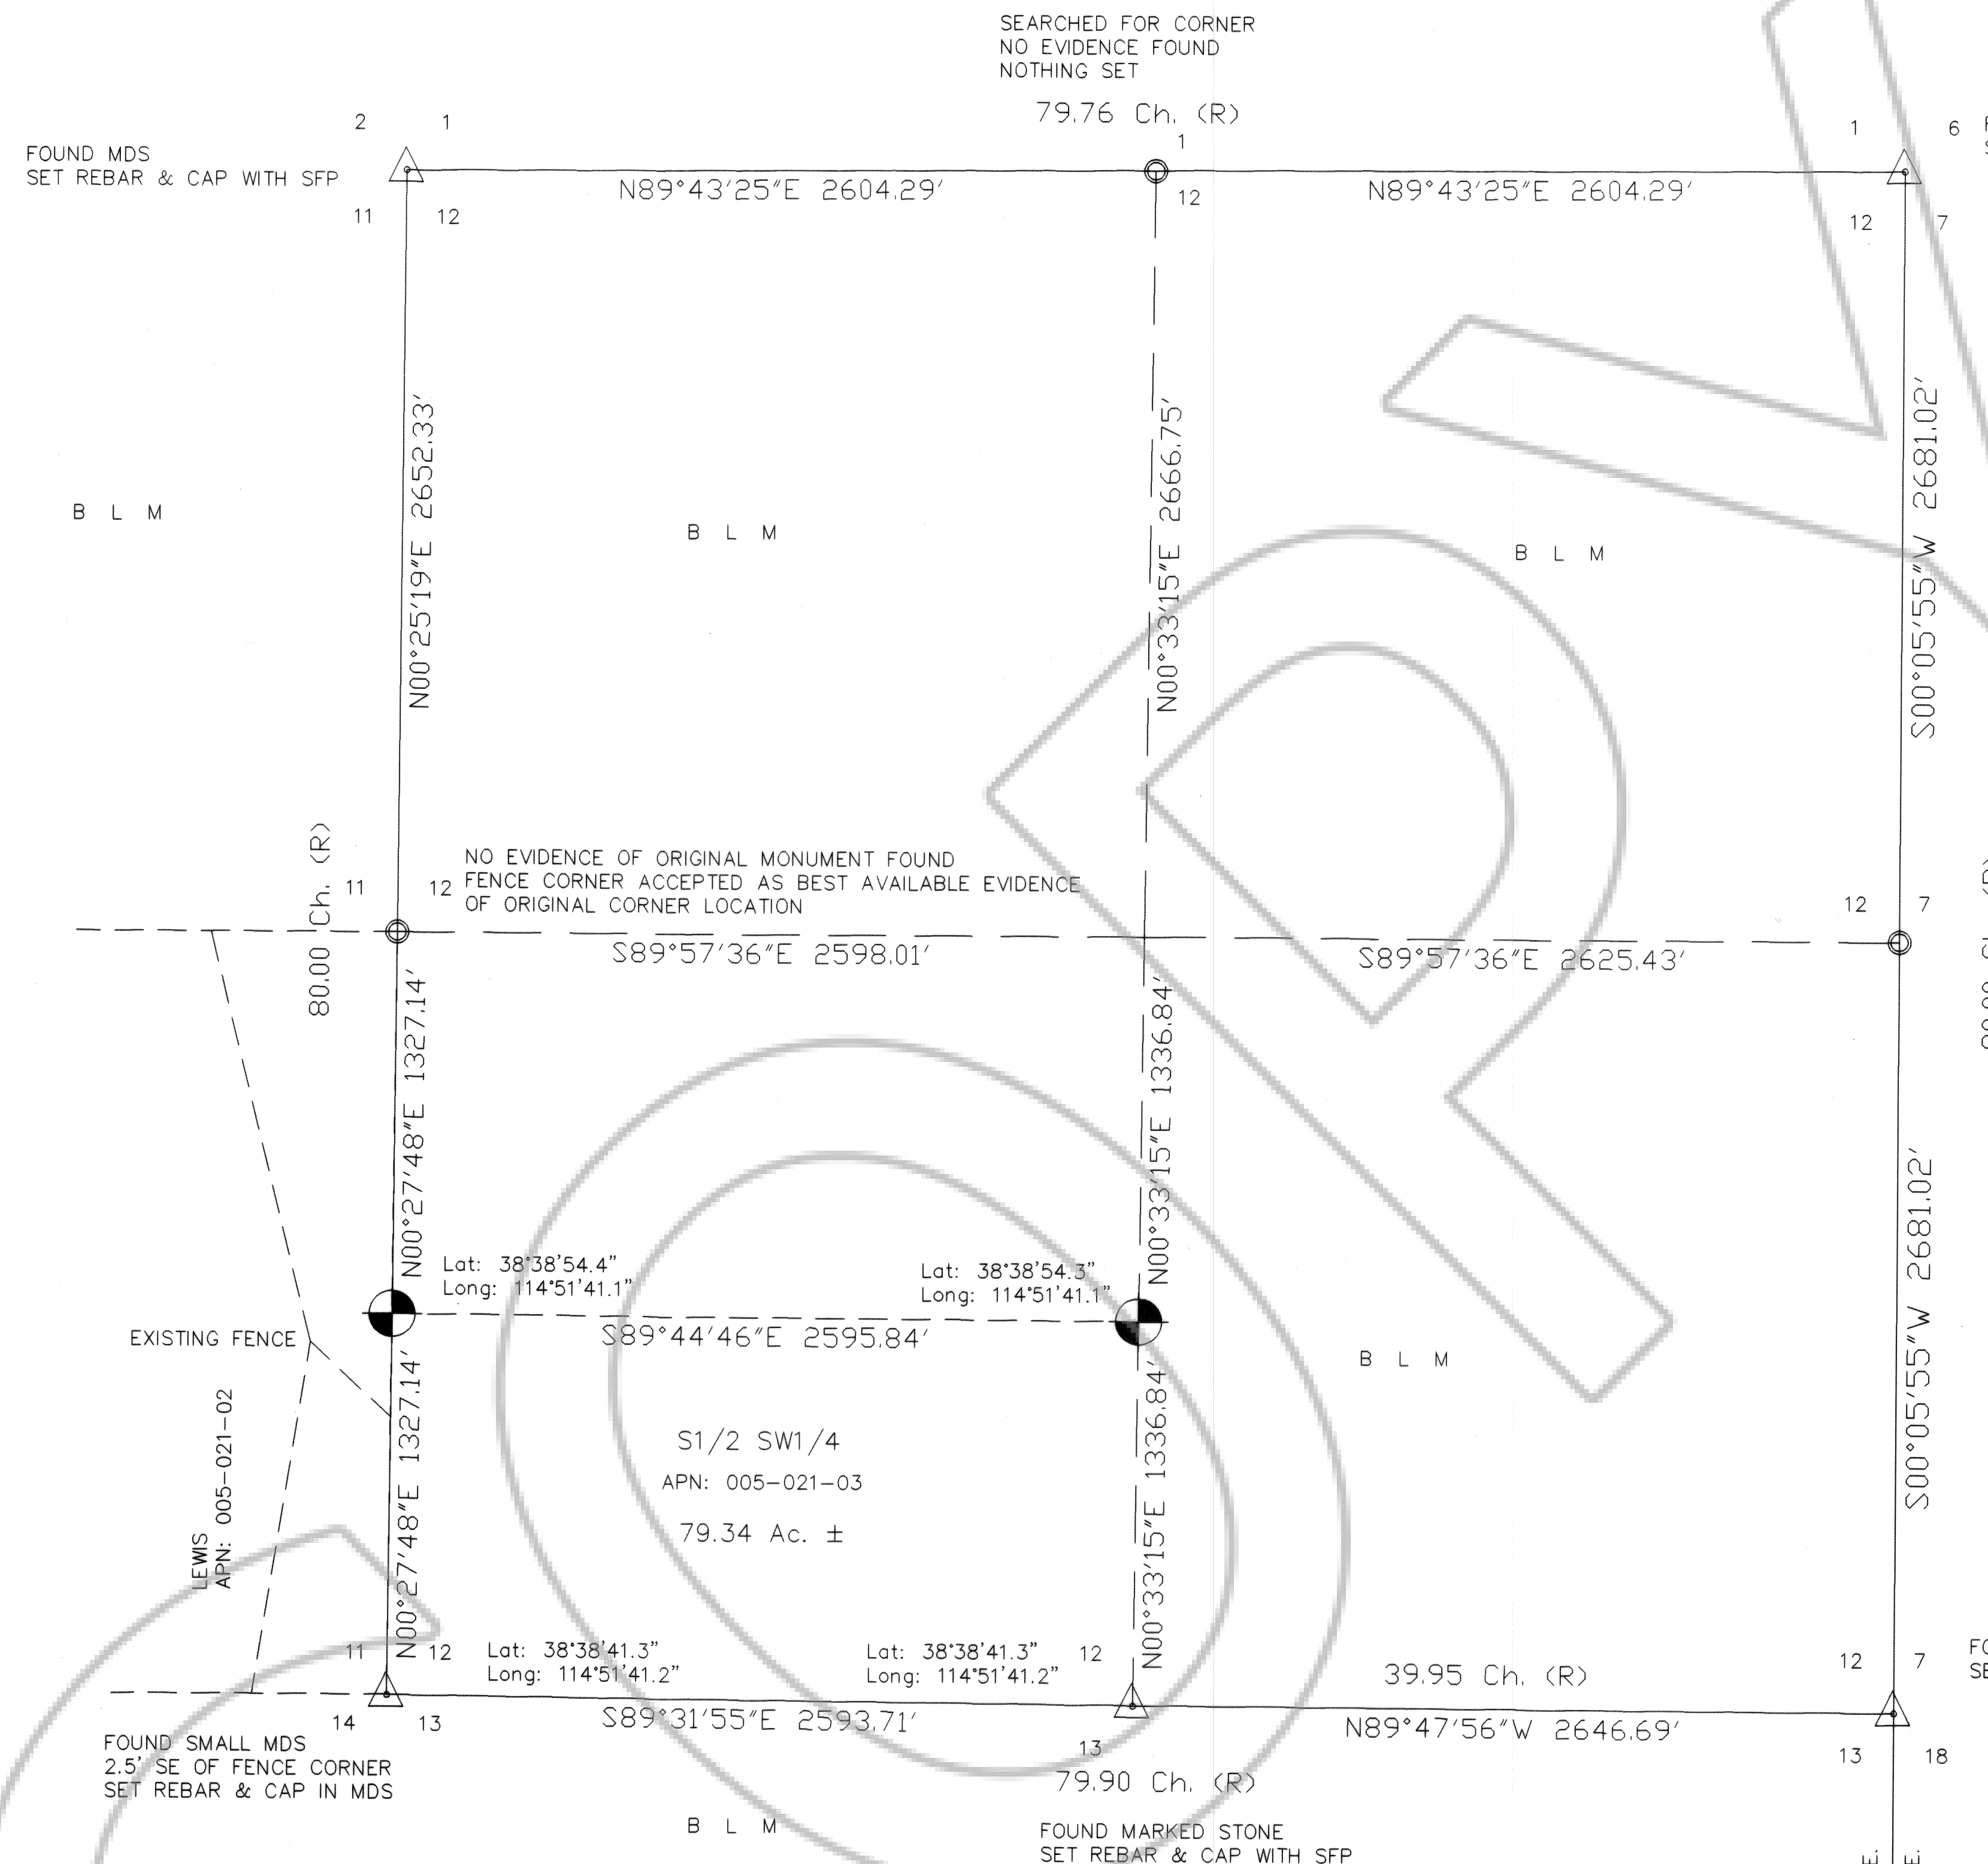 SEARCHED FOR CORNER
NO EVIDENCE FOUND
NOTHING SET
79.76 Ch. (R)
2
1
1
1
6
FOUND MDS
SET REBAR & CAP WITH SFP
N89°43'25"E 2604.29'
N89°43'25"E 2604.29'
11
12
12
12
7
N00°25'19"E 2652.33'
N00°33'15"E 2666.75'
S00°05'55"W 2681.02'
B L M
B L M
B L M
80.00 Ch. (R)
NO EVIDENCE OF ORIGINAL MONUMENT FOUND
FENCE CORNER ACCEPTED AS BEST AVAILABLE EVIDENCE
OF ORIGINAL CORNER LOCATION
11
12
12
7
S89°57'36"E 2598.01'
S89°57'36"E 2625.43'
N00°27'48"E 1327.14'
N00°33'15"E 1336.84'
Lat: 38°38'54.4"
Long: 114°51'41.1"
Lat: 38°38'54.3"
Long: 114°51'41.1"
S89°44'46"E 2595.84'
EXISTING FENCE
B L M
S00°05'55"W 2681.02'
LEWIS
APN: 005-021-02
N00°27'48"E 1327.14'
S1/2 SW1/4
APN: 005-021-03
79.34 Ac. ±
N00°33'15"E 1336.84'
11
12
Lat: 38°38'41.3"
Long: 114°51'41.2"
Lat: 38°38'41.3"
Long: 114°51'41.2"
12
39.95 Ch. (R)
12
7
14
13
S89°31'55"E 2593.71'
13
N89°47'56"W 2646.69'
13
18
FOUND SMALL MDS
2.5' SE OF FENCE CORNER
SET REBAR & CAP IN MDS
79.90 Ch. (R)
B L M
FOUND MARKED STONE
SET REBAR & CAP WITH SFP
COPY